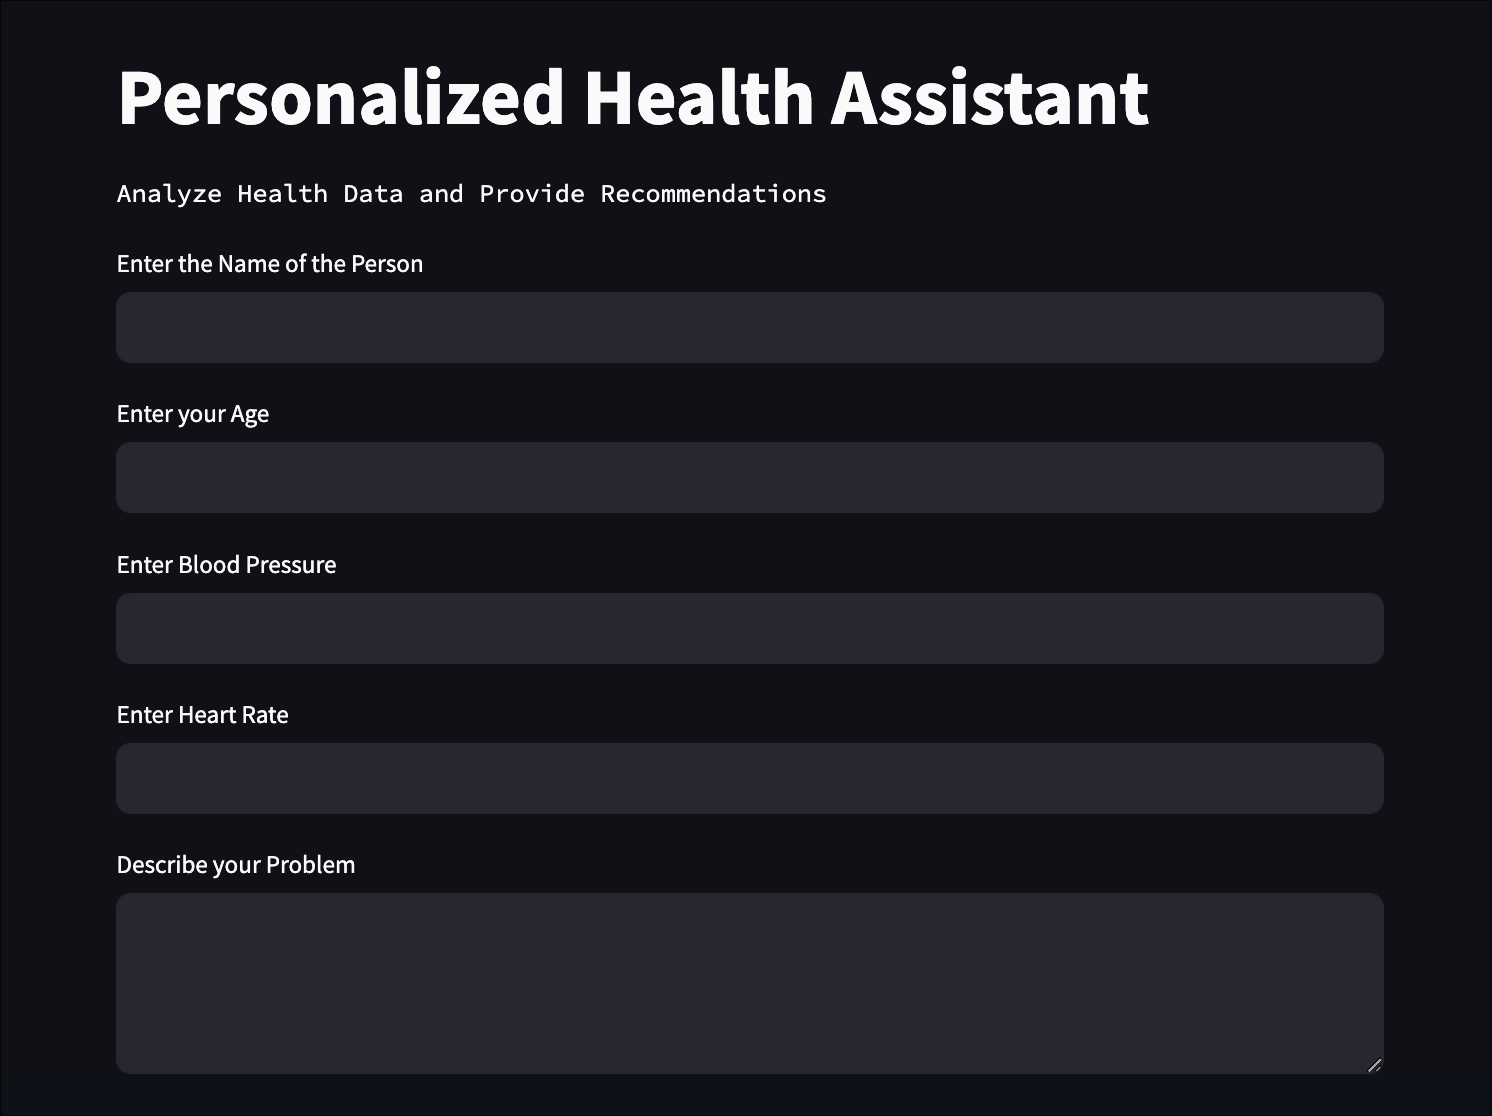 Personalized Health Assistant
Analyze Health Data and Provide Recommendations
Enter the Name of the Person
Enter your Age
Enter Blood Pressure
Enter Heart Rate
Describe your Problem